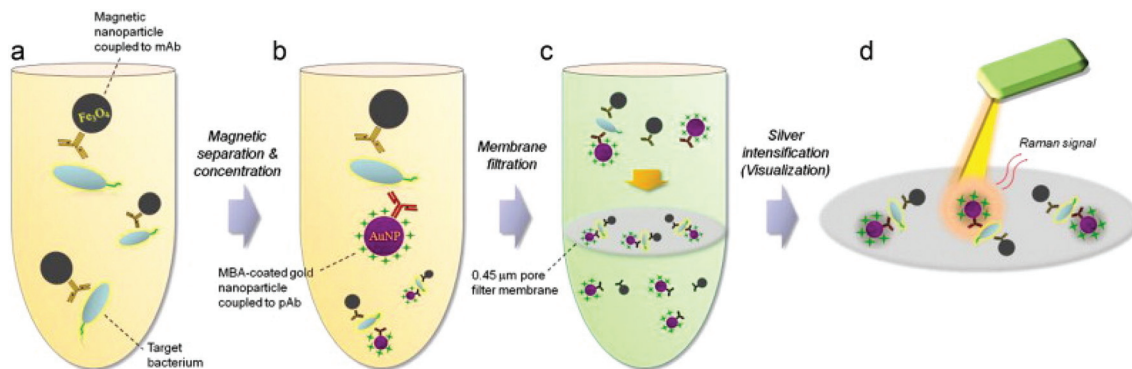 a
Magnetic
nanoparticle
coupled to mAb
Fe₃O₄
Target
bacterium
Magnetic
separation &
concentration
b
AuNP
MBA-coated gold
nanoparticle
coupled to pAb
Membrane
filtration
c
0.45 μm pore
filter membrane
Silver
intensification
(Visualization)
d
Raman signal